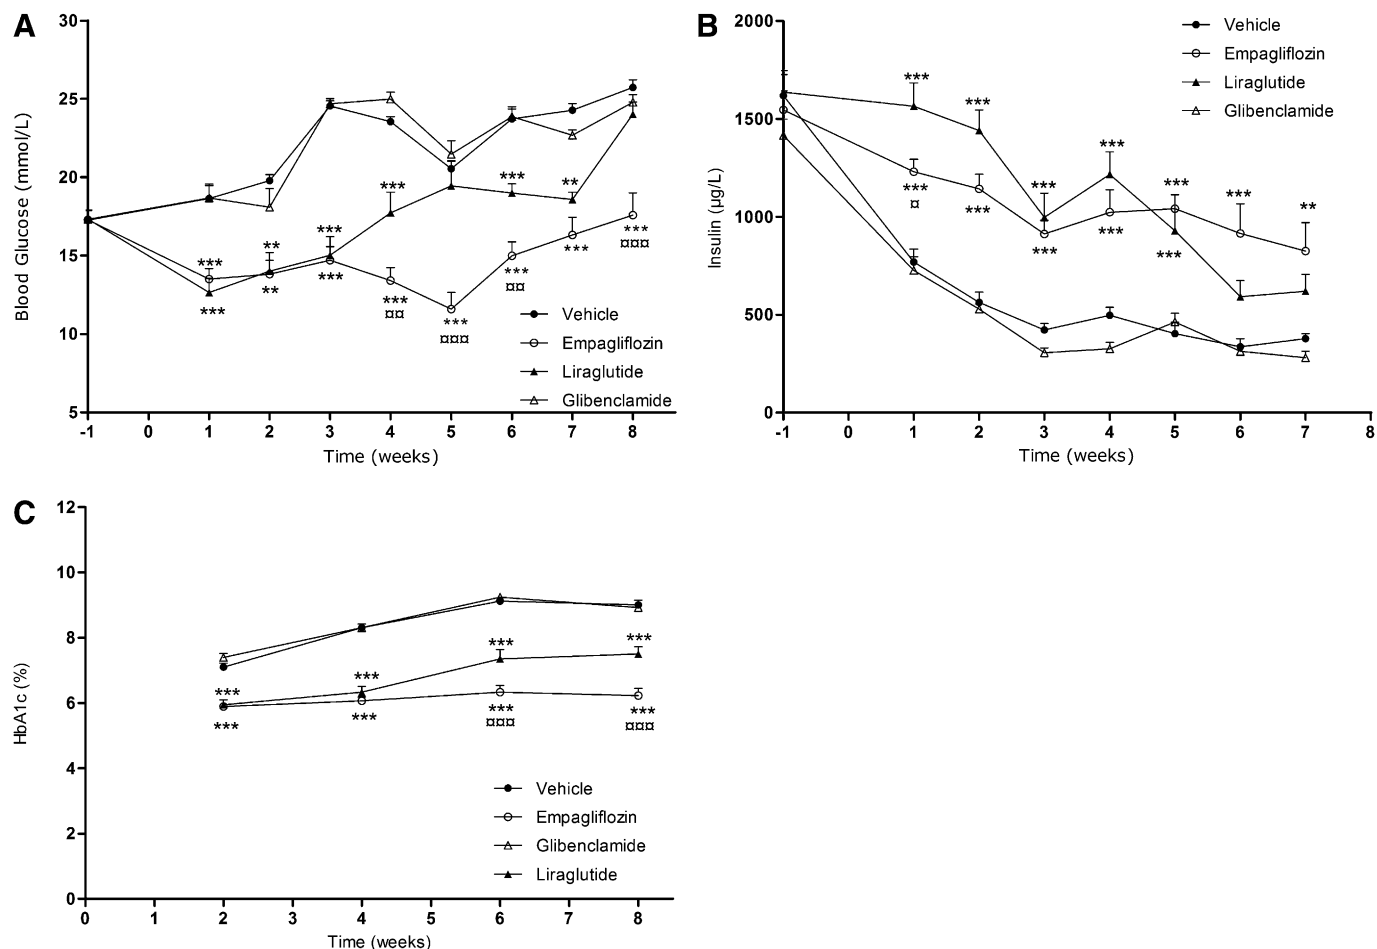 A
Blood Glucose (mmol/L)
30
25
20
15
10
5
-1 0 1 2 3 4 5 6 7 8
Time (weeks)
***
***
**
**
***
***
***
***
¤¤
***
¤¤¤
***
***
¤¤
**
***
***
¤¤¤
Vehicle
Empagliflozin
Liraglutide
Glibenclamide
B
Insulin (µg/L)
2000
1500
1000
500
0
-1 0 1 2 3 4 5 6 7 8
Time (weeks)
***
***
¤
***
***
***
***
***
***
***
***
***
**
Vehicle
Empagliflozin
Liraglutide
Glibenclamide
C
HbA1c (%)
12
10
8
6
4
2
0
0 1 2 3 4 5 6 7 8
Time (weeks)
***
***
***
***
***
***
¤¤¤
***
***
¤¤¤
Vehicle
Empagliflozin
Glibenclamide
Liraglutide